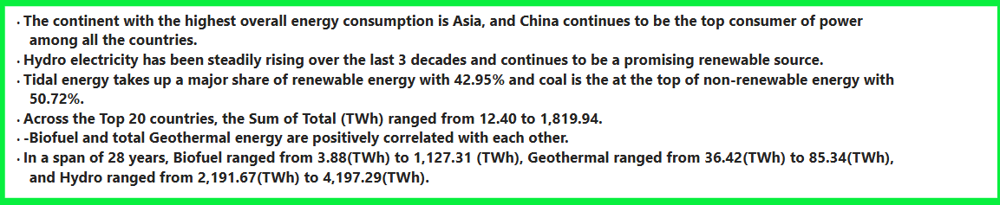 · The continent with the highest overall energy consumption is Asia, and China continues to be the top consumer of power
among all the countries.
· Hydro electricity has been steadily rising over the last 3 decades and continues to be a promising renewable source.
· Tidal energy takes up a major share of renewable energy with 42.95% and coal is the at the top of non-renewable energy with
50.72%.
· Across the Top 20 countries, the Sum of Total (TWh) ranged from 12.40 to 1,819.94.
· -Biofuel and total Geothermal energy are positively correlated with each other.
· In a span of 28 years, Biofuel ranged from 3.88(TWh) to 1,127.31 (TWh), Geothermal ranged from 36.42(TWh) to 85.34(TWh),
and Hydro ranged from 2,191.67(TWh) to 4,197.29(TWh).